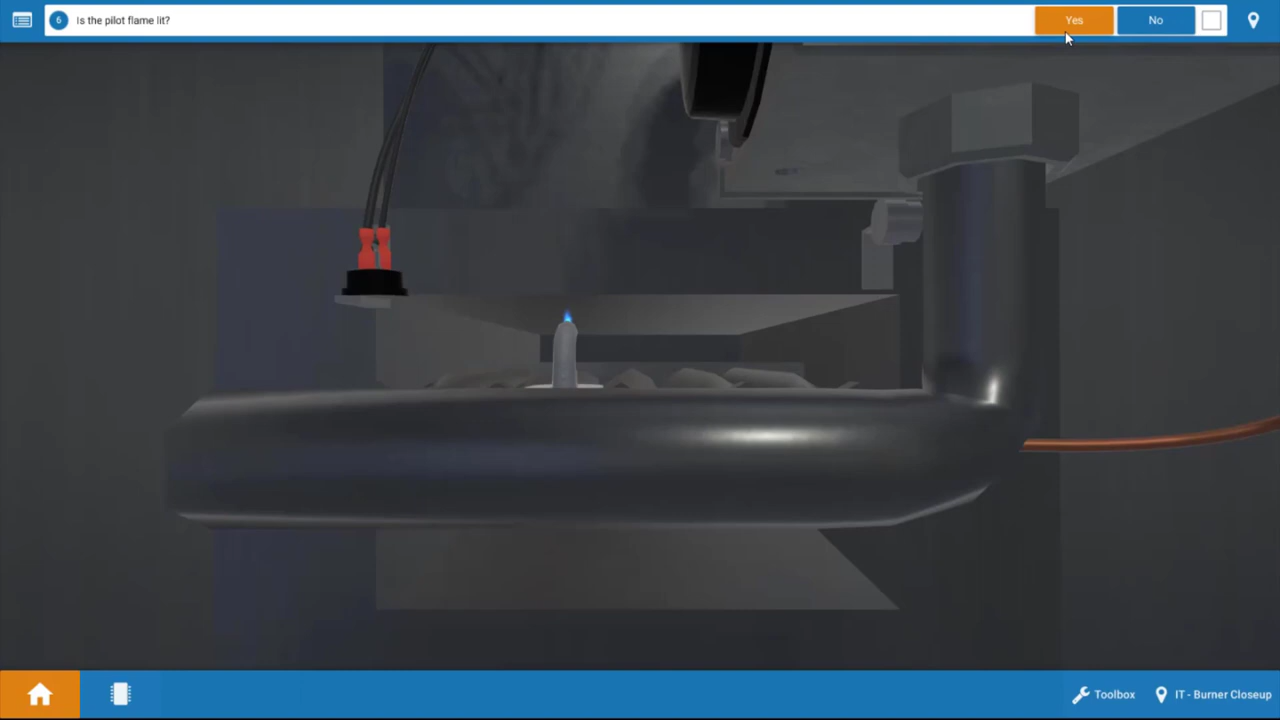 6 Is the pilot flame lit? Yes No
Toolbox IT - Burner Closeup